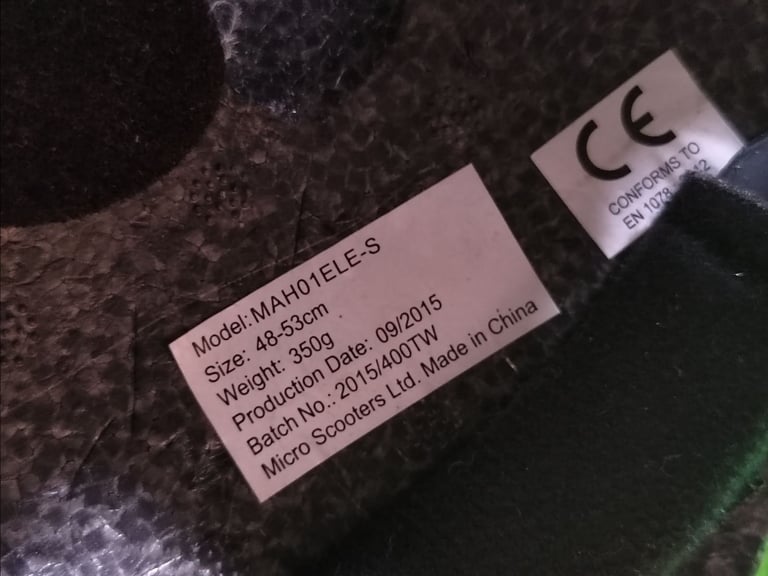 CE
CONFORMS TO
EN 1078
Model:MAH01ELE-S
Size: 48-53cm
Weight: 350g
Production Date: 09/2015
Batch No.: 2015/400TW
Micro Scooters Ltd. Made in China